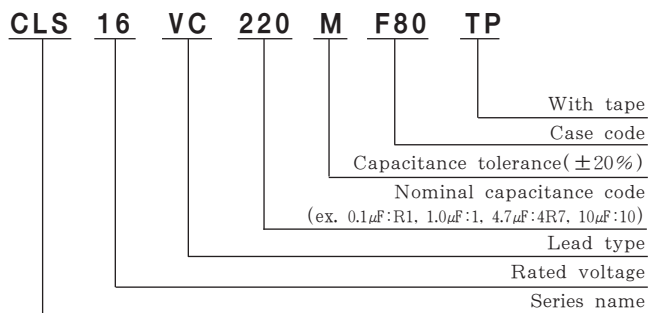 CLS 16 VC 220 M F80 TP
With tape
Case code
Capacitance tolerance(±20%)
Nominal capacitance code
(ex. 0.1μF:R1, 1.0μF:1, 4.7μF:4R7, 10μF:10)
Lead type
Rated voltage
Series name